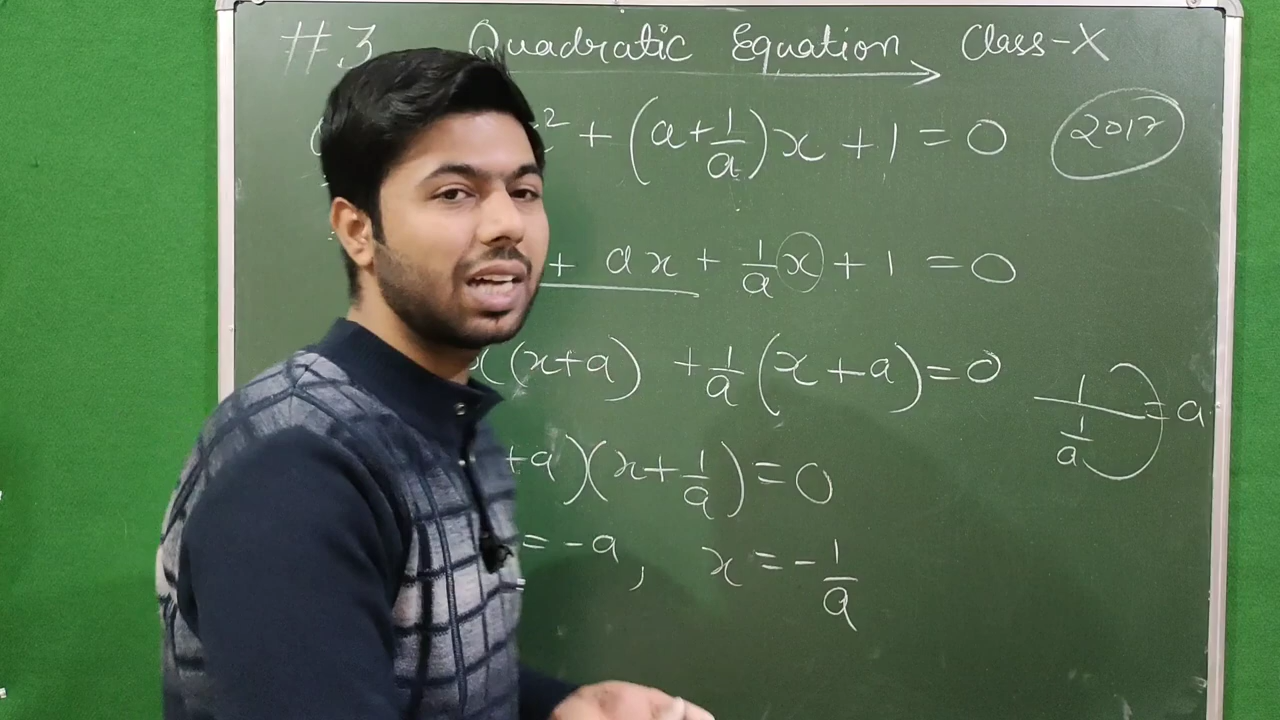 #3 Quadratic Equation Class-X
² + (a+1/a)x + 1 = 0 2017
+ ax + 1/a x + 1 = 0
x(x+a) + 1/a (x+a) = 0
1/(1/a) = a
+a)(x+1/a) = 0
= -a, x = -1/a